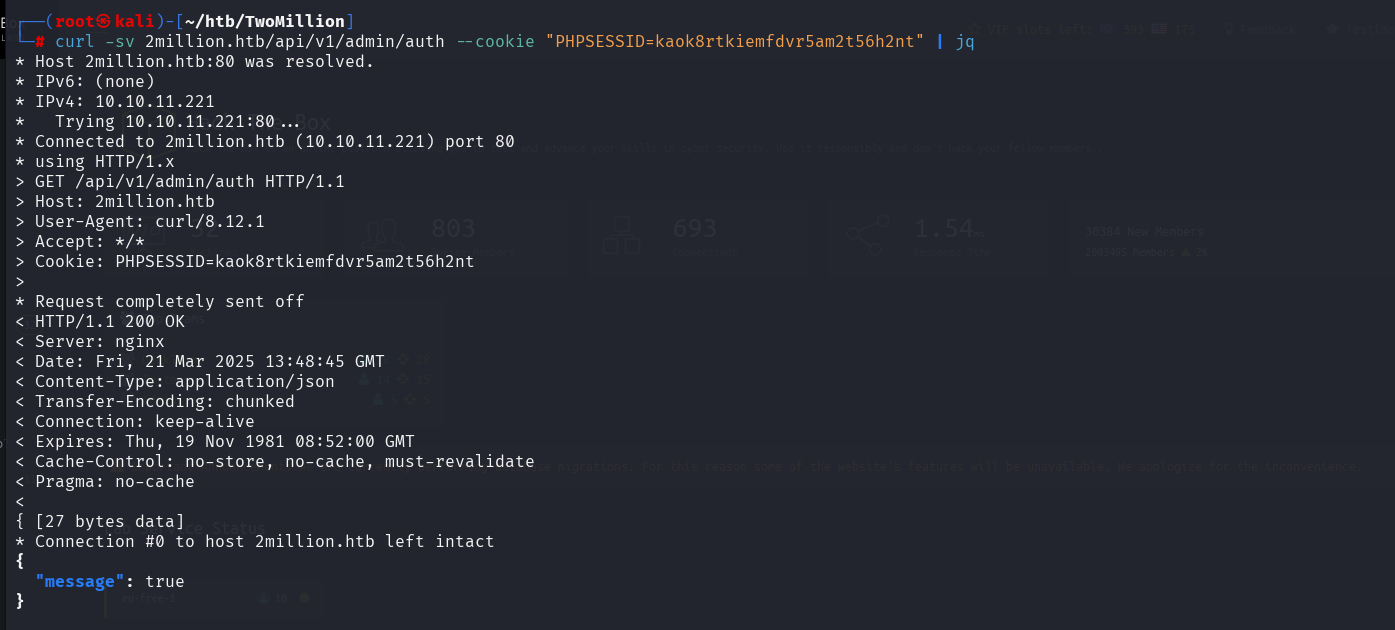 ┌──(root㉿kali)-[~/htb/TwoMillion]
└─# curl -sv 2million.htb/api/v1/admin/auth --cookie "PHPSESSID=kaok8rtkiemfdvr5am2t56h2nt" | jq
* Host 2million.htb:80 was resolved.
* IPv6: (none)
* IPv4: 10.10.11.221
*   Trying 10.10.11.221:80...
* Connected to 2million.htb (10.10.11.221) port 80
* using HTTP/1.x
> GET /api/v1/admin/auth HTTP/1.1
> Host: 2million.htb
> User-Agent: curl/8.12.1
> Accept: */*
> Cookie: PHPSESSID=kaok8rtkiemfdvr5am2t56h2nt
>
* Request completely sent off
< HTTP/1.1 200 OK
< Server: nginx
< Date: Fri, 21 Mar 2025 13:48:45 GMT
< Content-Type: application/json
< Transfer-Encoding: chunked
< Connection: keep-alive
< Expires: Thu, 19 Nov 1981 08:52:00 GMT
< Cache-Control: no-store, no-cache, must-revalidate
< Pragma: no-cache
<
{ [27 bytes data]
* Connection #0 to host 2million.htb left intact
{
  "message": true
}
803
693
1.54